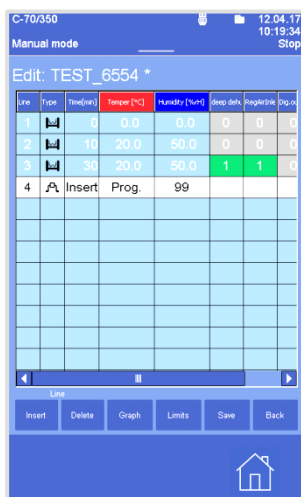 C-70/350 12.04.17
10:19:34
Manual mode Stop
Edit: TEST_6554 *
Line Type Time[min] Temper [°C] Humidity [%rH] deep dehu. RegAirInle Dig.ou
1 0 0.0 0.0 0 0 0
2 10 20.0 50.0 0 0 0
3 30 20.0 50.0 1 1 0
4 Insert Prog. 99
Line
Insert Delete Graph Limits Save Back